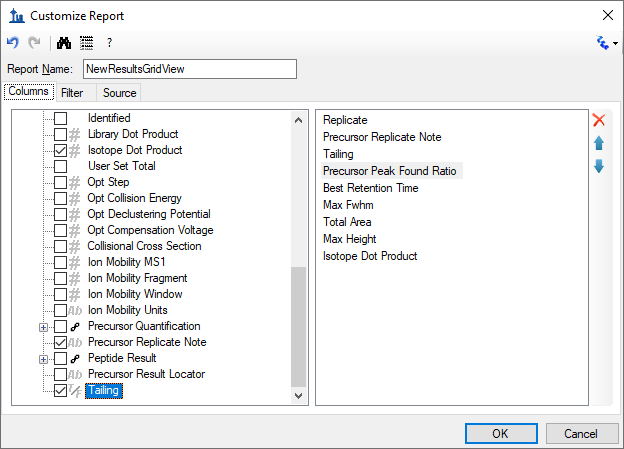 Customize Report
?
Report Name: NewResultsGridView
Columns Filter Source
Identified
# Library Dot Product
# Isotope Dot Product
User Set Total
# Opt Step
# Opt Collision Energy
# Opt Declustering Potential
# Opt Compensation Voltage
# Collisional Cross Section
# Ion Mobility MS1
# Ion Mobility Fragment
# Ion Mobility Window
Ab Ion Mobility Units
Precursor Quantification
Ab Precursor Replicate Note
Peptide Result
Ab Precursor Result Locator
T/F Tailing
Replicate
Precursor Replicate Note
Tailing
Precursor Peak Found Ratio
Best Retention Time
Max Fwhm
Total Area
Max Height
Isotope Dot Product
OK Cancel